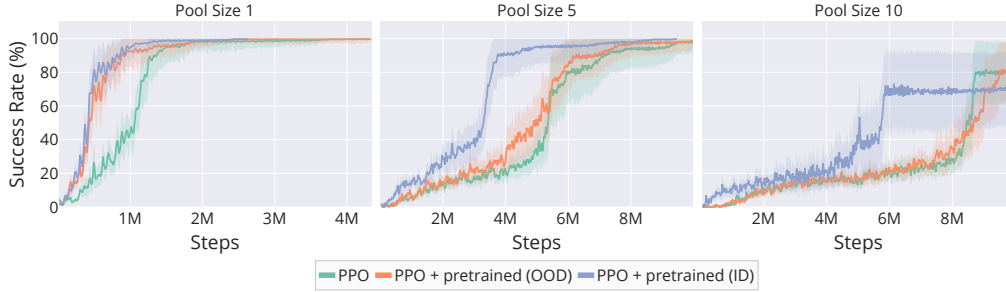 Pool Size 1
Pool Size 5
Pool Size 10
Success Rate (%)
100
80
60
40
20
0
1M
2M
3M
4M
2M
4M
6M
8M
2M
4M
6M
8M
Steps
Steps
Steps
PPO
PPO + pretrained (OOD)
PPO + pretrained (ID)